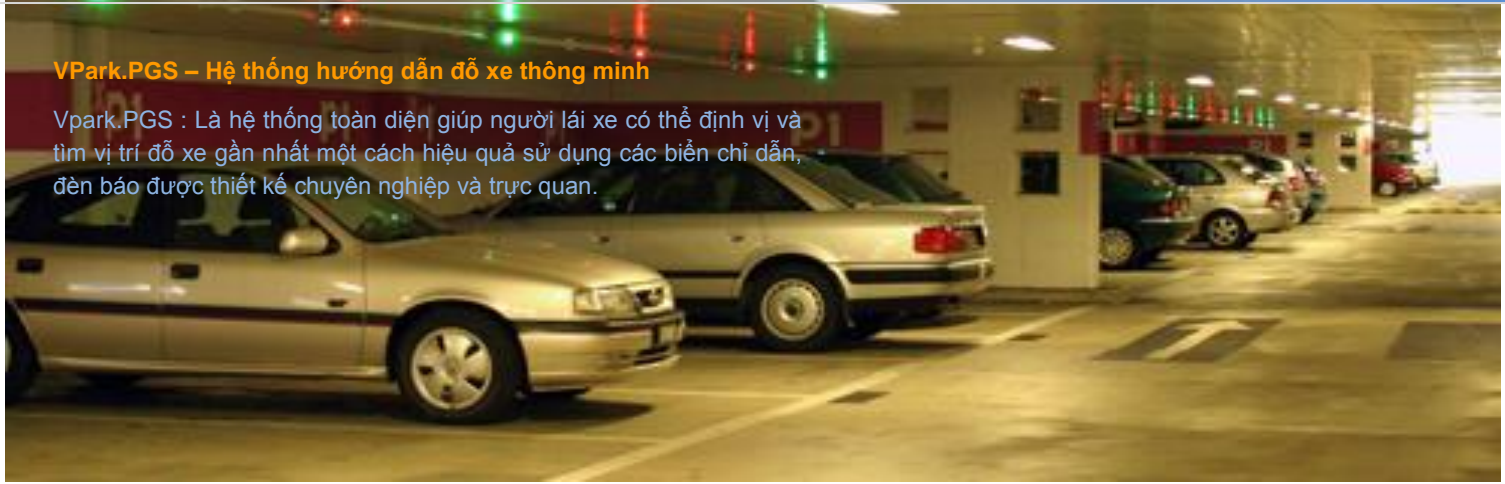 VPark.PGS – Hệ thống hướng dẫn đỗ xe thông minh
Vpark.PGS : Là hệ thống toàn diện giúp người lái xe có thể định vị và
tìm vị trí đỗ xe gần nhất một cách hiệu quả sử dụng các biển chỉ dẫn,
đèn báo được thiết kế chuyên nghiệp và trực quan.
P1